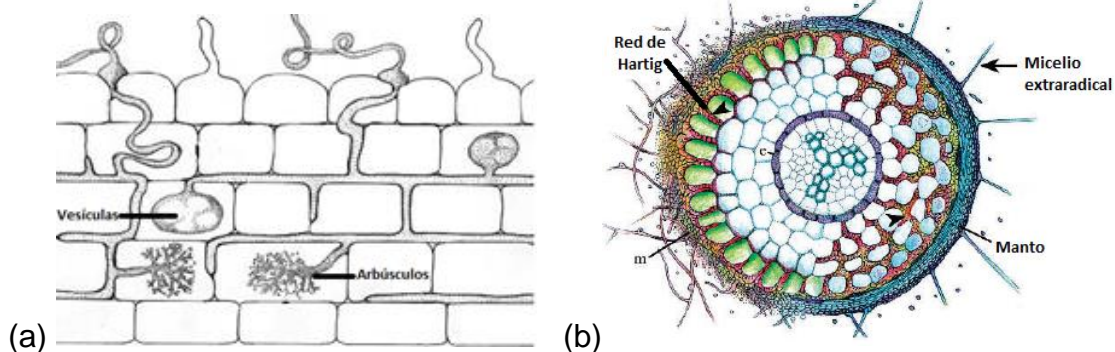 Vesículas
Arbúsculos
(a)
Red de
Hartig
Micelio
extraradical
c
m
Manto
(b)